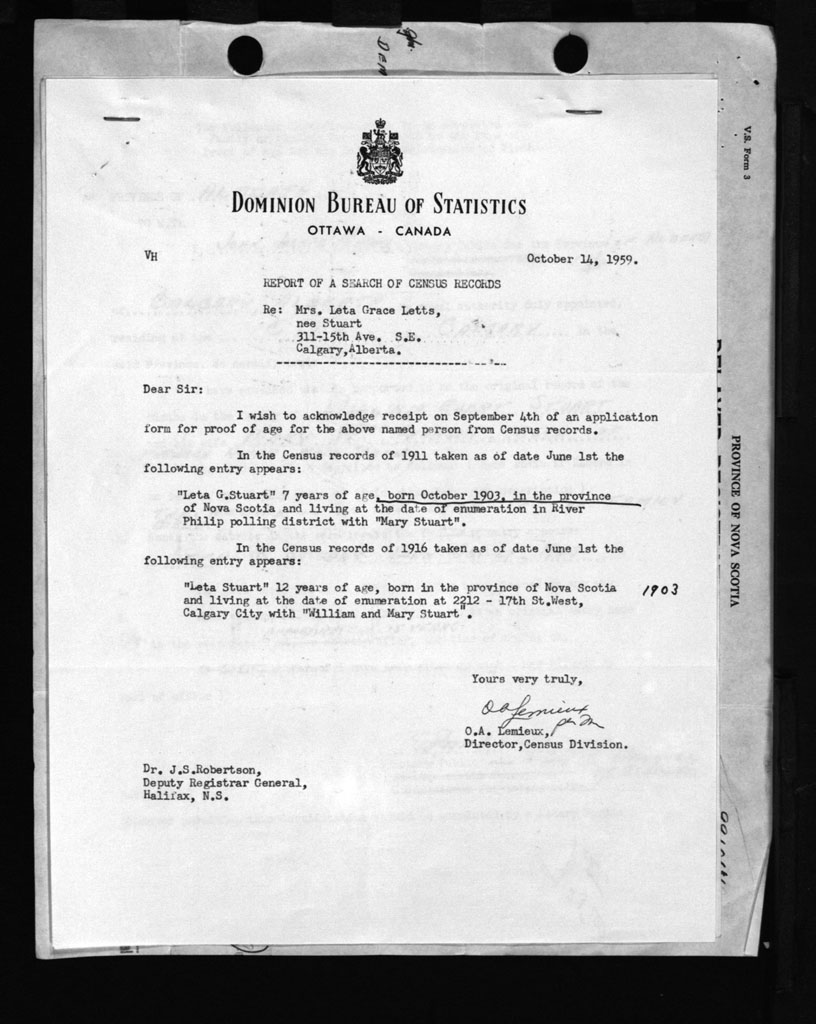 DOMINION BUREAU OF STATISTICS
OTTAWA - CANADA
VH
October 14, 1959.
REPORT OF A SEARCH OF CENSUS RECORDS
Re: Mrs. Leta Grace Letts,
nee Stuart
311-15th Ave. S.E.
Calgary,Alberta.
Dear Sir:
I wish to acknowledge receipt on September 4th of an application
form for proof of age for the above named person from Census records.
In the Census records of 1911 taken as of date June 1st the
following entry appears:
"Leta G.Stuart" 7 years of age, born October 1903, in the province
of Nova Scotia and living at the date of enumeration in River
Philip polling district with "Mary Stuart".
In the Census records of 1916 taken as of date June 1st the
following entry appears:
"Leta Stuart" 12 years of age, born in the province of Nova Scotia 1903
and living at the date of enumeration at 2212 - 17th St.West,
Calgary City with "William and Mary Stuart".
Yours very truly,
O.A. Lemieux
O.A. Lemieux,
Director,Census Division.
Dr. J.S.Robertson,
Deputy Registrar General,
Halifax, N.S.
V.S. Form 3
PROVINCE OF NOVA SCOTIA